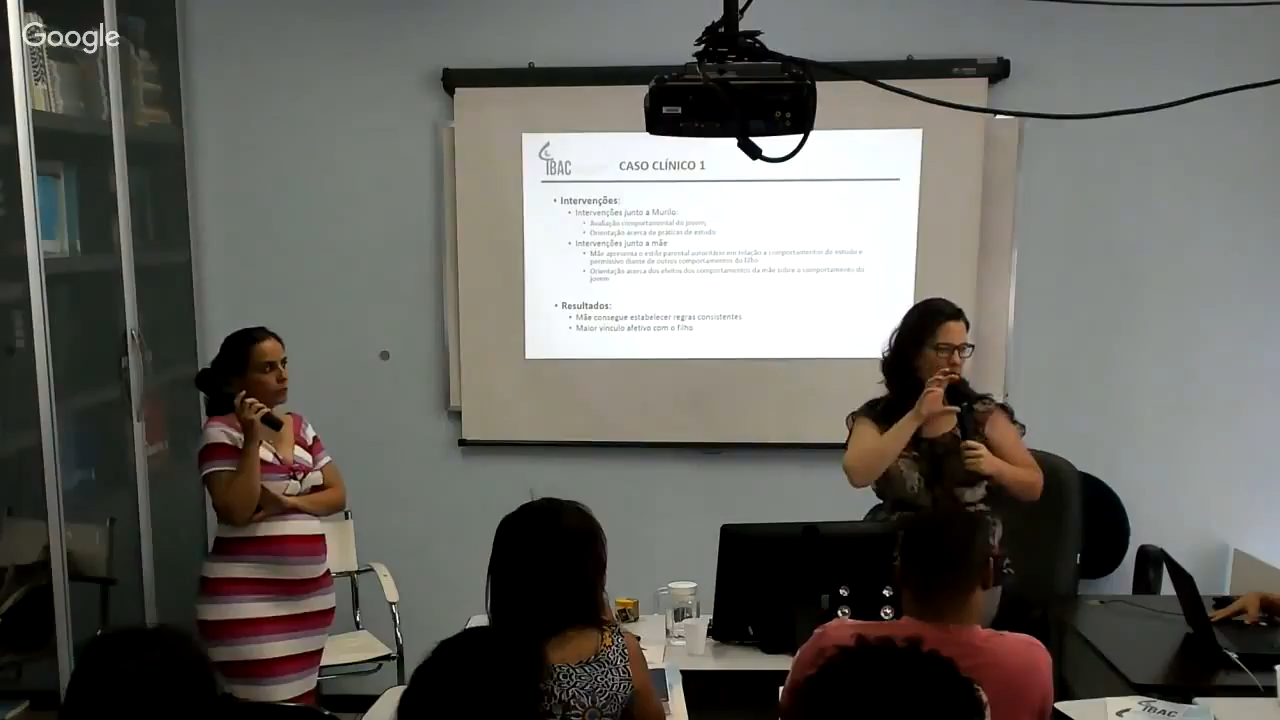 Google
IBAC
CASO CLÍNICO 1
• Intervenções:
• Intervenções junto a Murilo:
• Avaliação comportamental do jovem;
• Orientação acerca de práticas de estudo
• Intervenções junto a mãe
• Mãe apresenta o estilo parental autoritário em relação a comportamentos de estudo e
permissivo diante de outros comportamentos do filho
• Orientação acerca dos efeitos dos comportamentos da mãe sobre o comportamento do
jovem
• Resultados:
• Mãe consegue estabelecer regras consistentes
• Maior vínculo afetivo com o filho
IBAC